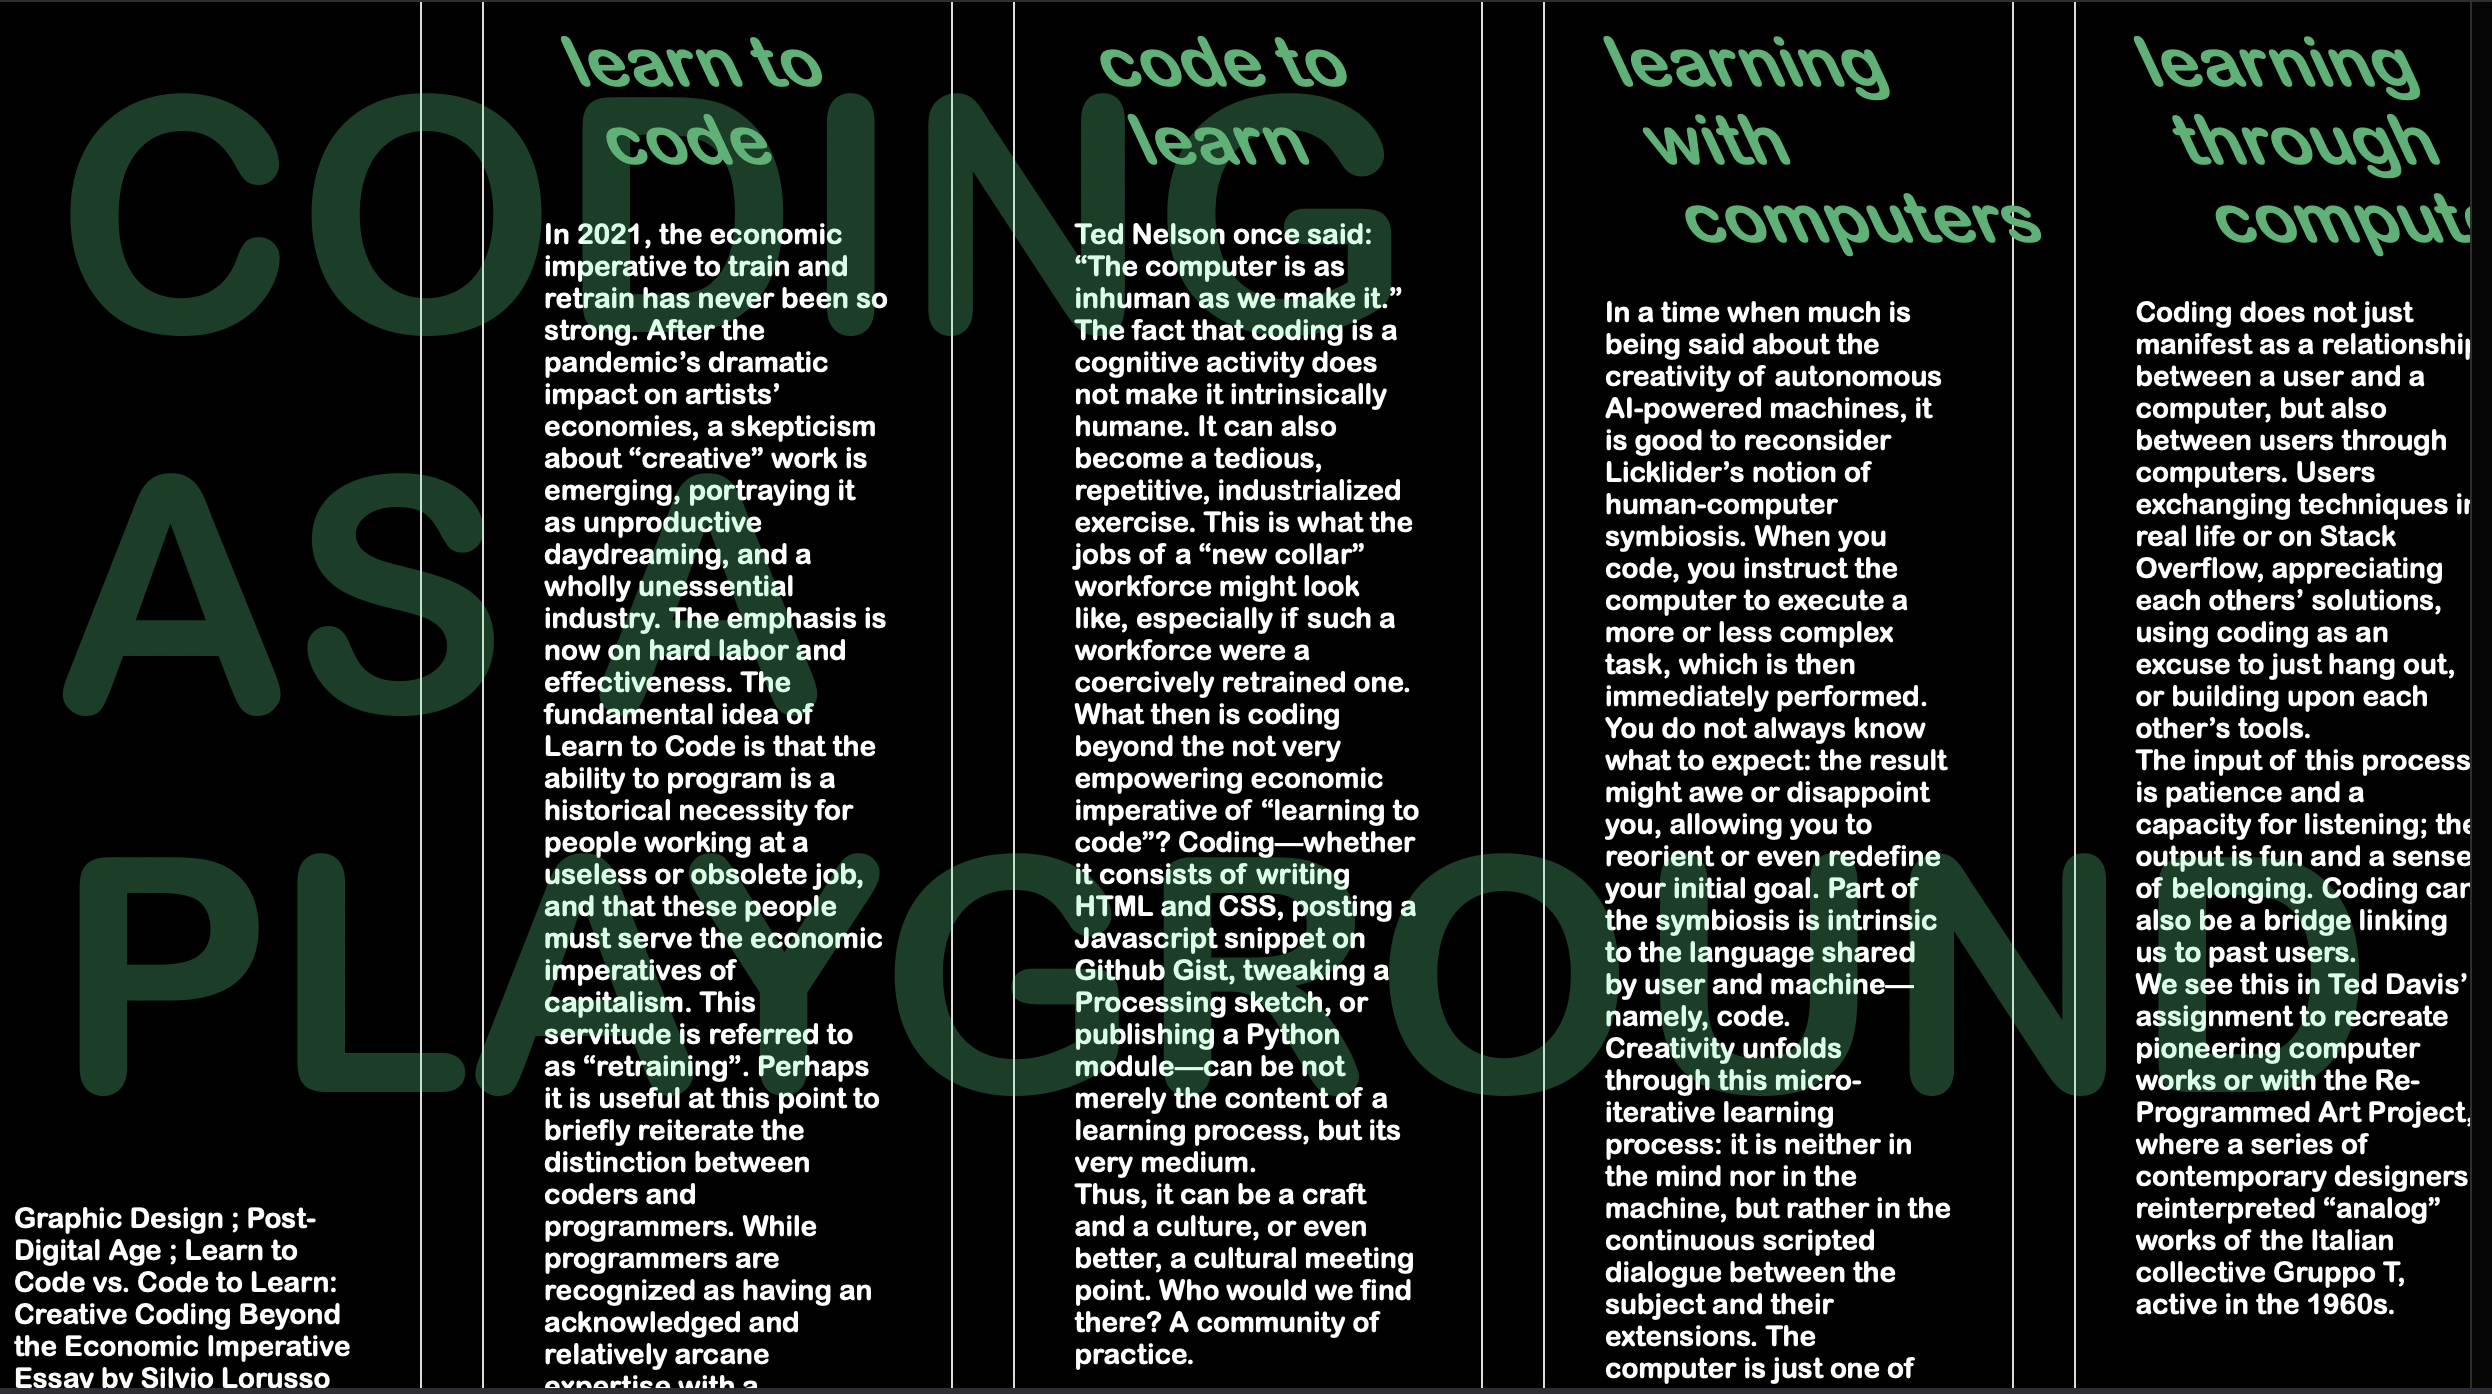 CODING
AS A
PLAYGROUND
Graphic Design ; Post-
Digital Age ; Learn to
Code vs. Code to Learn:
Creative Coding Beyond
the Economic Imperative
Essay by Silvio Lorusso
learn to
code
In 2021, the economic
imperative to train and
retrain has never been so
strong. After the
pandemic’s dramatic
impact on artists’
economies, a skepticism
about “creative” work is
emerging, portraying it
as unproductive
daydreaming, and a
wholly unessential
industry. The emphasis is
now on hard labor and
effectiveness. The
fundamental idea of
Learn to Code is that the
ability to program is a
historical necessity for
people working at a
useless or obsolete job,
and that these people
must serve the economic
imperatives of
capitalism. This
servitude is referred to
as “retraining”. Perhaps
it is useful at this point to
briefly reiterate the
distinction between
coders and
programmers. While
programmers are
recognized as having an
acknowledged and
relatively arcane
expertise with a
code to
learn
Ted Nelson once said:
“The computer is as
inhuman as we make it.”
The fact that coding is a
cognitive activity does
not make it intrinsically
humane. It can also
become a tedious,
repetitive, industrialized
exercise. This is what the
jobs of a “new collar”
workforce might look
like, especially if such a
workforce were a
coercively retrained one.
What then is coding
beyond the not very
empowering economic
imperative of “learning to
code”? Coding—whether
it consists of writing
HTML and CSS, posting a
Javascript snippet on
Github Gist, tweaking a
Processing sketch, or
publishing a Python
module—can be not
merely the content of a
learning process, but its
very medium.
Thus, it can be a craft
and a culture, or even
better, a cultural meeting
point. Who would we find
there? A community of
practice.
learning
with
computers
In a time when much is
being said about the
creativity of autonomous
AI-powered machines, it
is good to reconsider
Licklider’s notion of
human-computer
symbiosis. When you
code, you instruct the
computer to execute a
more or less complex
task, which is then
immediately performed.
You do not always know
what to expect: the result
might awe or disappoint
you, allowing you to
reorient or even redefine
your initial goal. Part of
the symbiosis is intrinsic
to the language shared
by user and machine—
namely, code.
Creativity unfolds
through this micro-
iterative learning
process: it is neither in
the mind nor in the
machine, but rather in the
continuous scripted
dialogue between the
subject and their
extensions. The
computer is just one of
learning
through
Coding does not just
manifest as a relationship
between a user and a
computer, but also
between users through
computers. Users
exchanging techniques in
real life or on Stack
Overflow, appreciating
each others’ solutions,
using coding as an
excuse to just hang out,
or building upon each
other’s tools.
The input of this process
is patience and a
capacity for listening; the
output is fun and a sense
of belonging. Coding can
also be a bridge linking
us to past users.
We see this in Ted Davis’
assignment to recreate
pioneering computer
works or with the Re-
Programmed Art Project,
where a series of
contemporary designers
reinterpreted “analog”
works of the Italian
collective Gruppo T,
active in the 1960s.